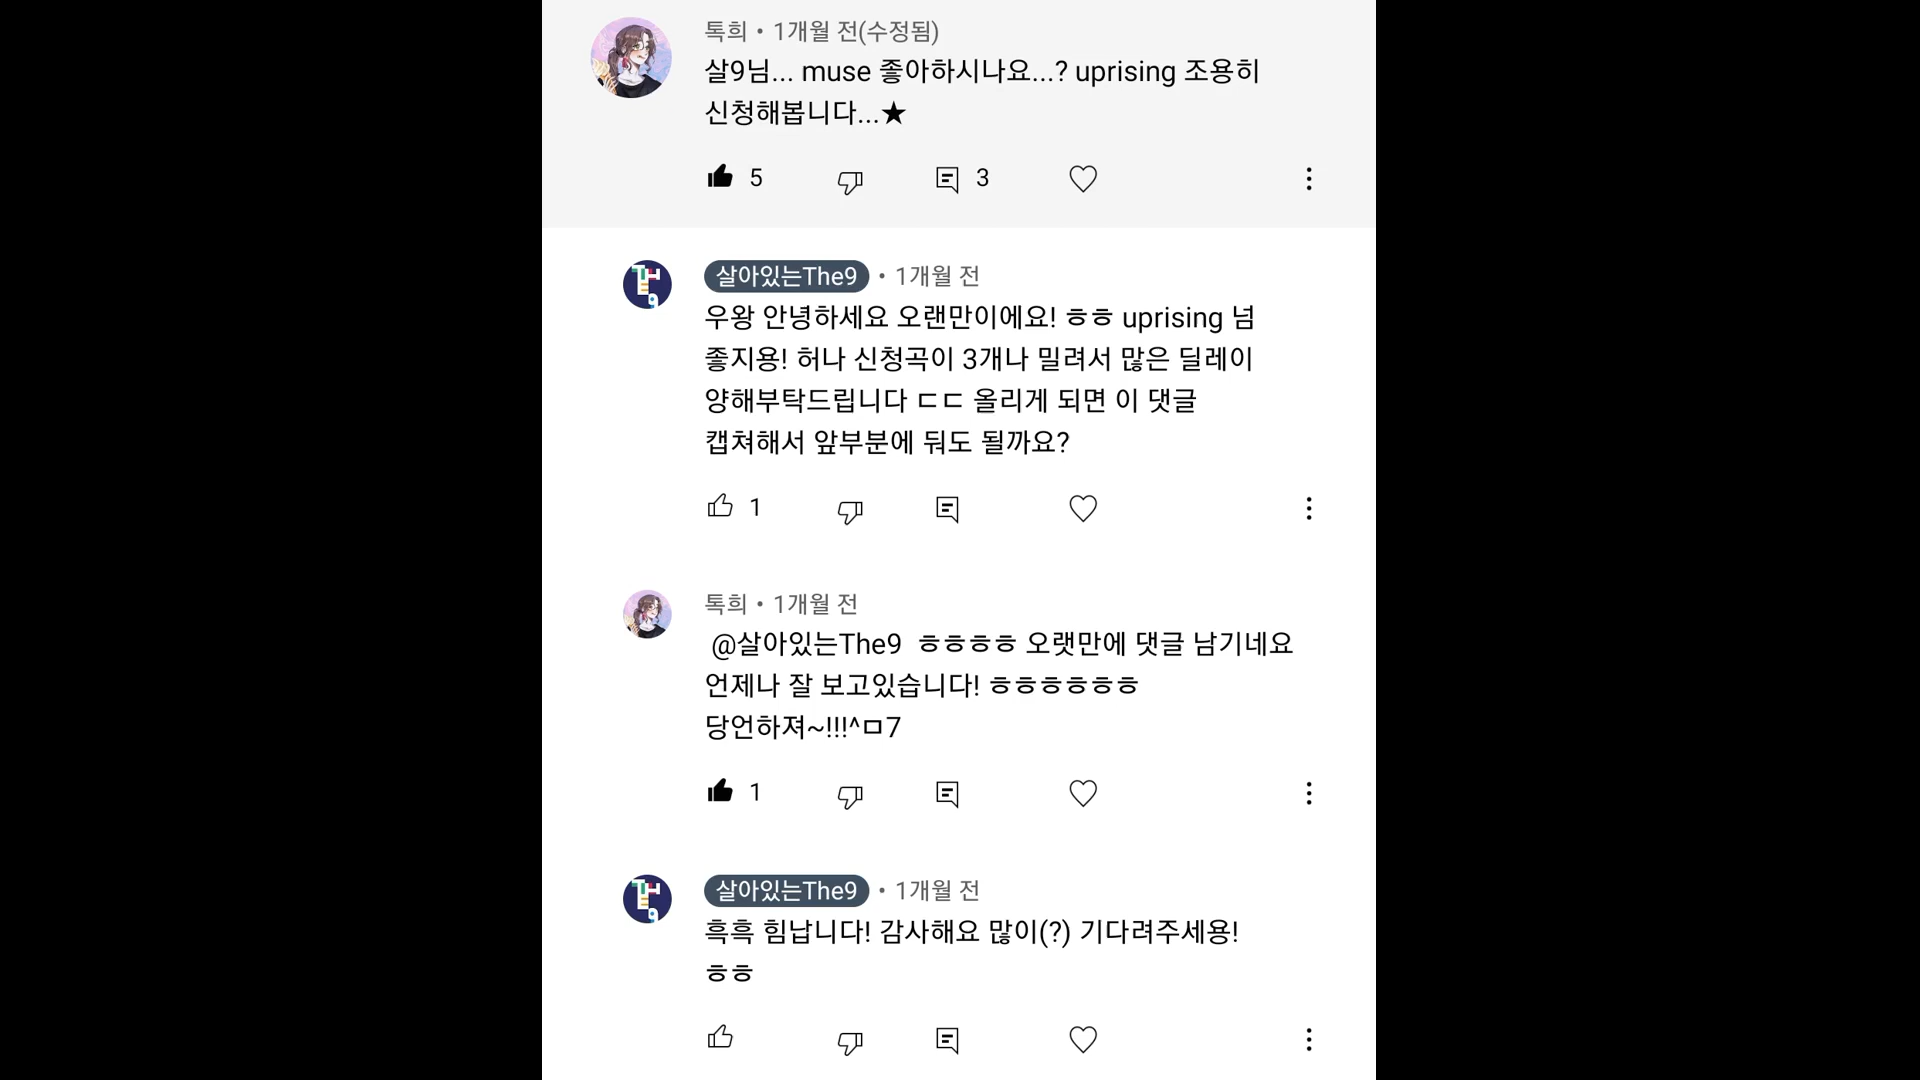 톡희 • 1개월 전(수정됨)
살9님... muse 좋아하시나요...? uprising 조용히
신청해봅니다...★
5 3
살아있는The9 • 1개월 전
우왕 안녕하세요 오랜만이에요! ㅎㅎ uprising 넘
좋지용! 허나 신청곡이 3개나 밀려서 많은 딜레이
양해부탁드립니다 ㄷㄷ 올리게 되면 이 댓글
캡쳐해서 앞부분에 둬도 될까요?
1
톡희 • 1개월 전
@살아있는The9 ㅎㅎㅎㅎ 오랫만에 댓글 남기네요
언제나 잘 보고있습니다! ㅎㅎㅎㅎㅎㅎ
당언하져~!!!^ㅁ7
1
살아있는The9 • 1개월 전
흑흑 힘납니다! 감사해요 많이(?) 기다려주세용!
ㅎㅎ